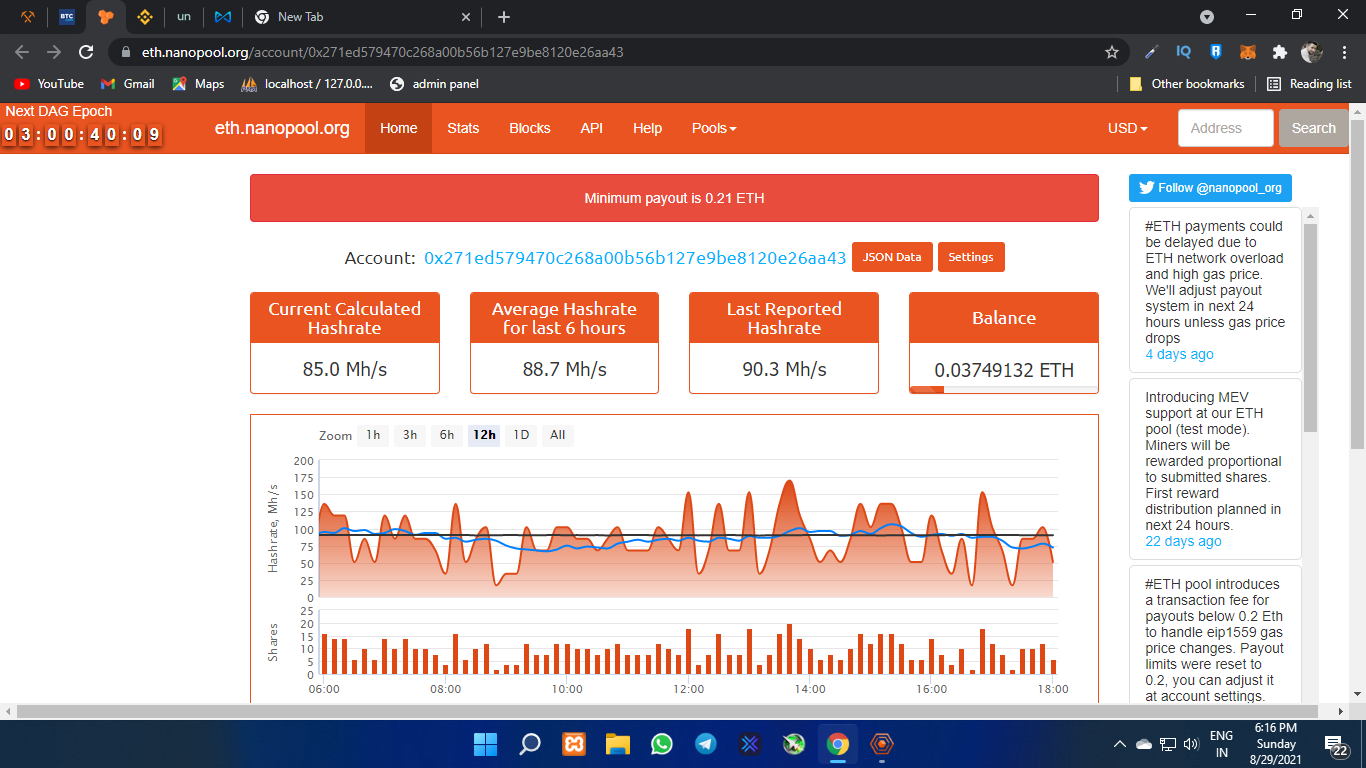 BTC
un
New Tab
eth.nanopool.org/account/0x271ed579470c268a00b56b127e9be8120e26aa43
IQ
YouTube
Gmail
Maps
localhost / 127.0.0....
admin panel
Other bookmarks
Reading list
Next DAG Epoch
03:00:40:09
eth.nanopool.org
Home
Stats
Blocks
API
Help
Pools
USD
Address
Search
Minimum payout is 0.21 ETH
Account: 0x271ed579470c268a00b56b127e9be8120e26aa43
JSON Data
Settings
Current Calculated
Hashrate
85.0 Mh/s
Average Hashrate
for last 6 hours
88.7 Mh/s
Last Reported
Hashrate
90.3 Mh/s
Balance
0.03749132 ETH
Zoom 1h 3h 6h 12h 1D All
Hashrate, Mh/s
200
175
150
125
100
75
50
25
0
Shares
25
20
15
10
5
0
06:00 08:00 10:00 12:00 14:00 16:00 18:00
Follow @nanopool_org
#ETH payments could
be delayed due to
ETH network overload
and high gas price.
We'll adjust payout
system in next 24
hours unless gas price
drops
4 days ago
Introducing MEV
support at our ETH
pool (test mode).
Miners will be
rewarded proportional
to submitted shares.
First reward
distribution planned in
next 24 hours.
22 days ago
#ETH pool introduces
a transaction fee for
payouts below 0.2 Eth
to handle eip1559 gas
price changes. Payout
limits were reset to
0.2, you can adjust it
at account settings.
ENG
IN
6:16 PM
Sunday
8/29/2021
22